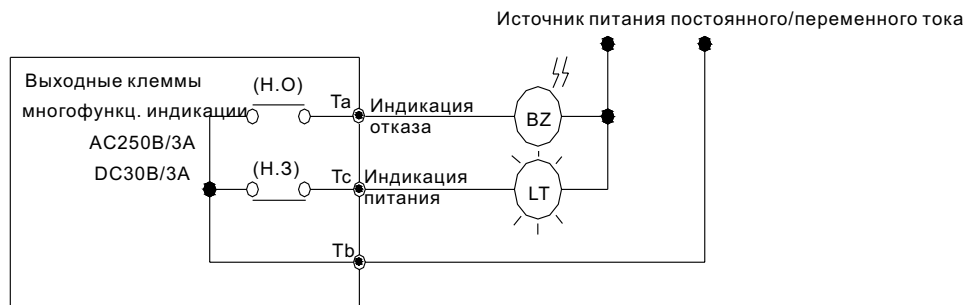 Источник питания постоянного/переменного тока
Выходные клеммы
многофункц. индикации
AC250В/3А
DC30В/3А
(Н.О)
Ta
Индикация
отказа
BZ
(Н.З)
Tc
Индикация
питания
LT
Tb